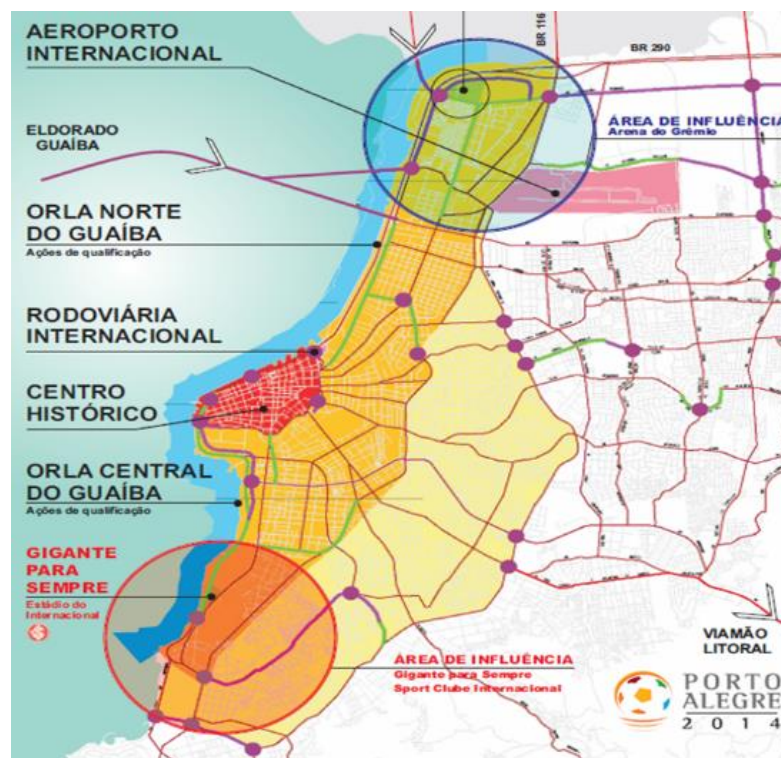 AEROPORTO
INTERNACIONAL
BR 116
BR 290
ELDORADO
GUAÍBA
ÁREA DE INFLUÊNCIA
Arena do Grêmio
ORLA NORTE
DO GUAÍBA
Ações de qualificação
RODOVIÁRIA
INTERNACIONAL
CENTRO
HISTÓRICO
ORLA CENTRAL
DO GUAÍBA
Ações de qualificação
GIGANTE
PARA
SEMPRE
Estádio do
Internacional
ÁREA DE INFLUÊNCIA
Gigante para Sempre
Sport Clube Internacional
VIAMÃO
LITORAL
PORTO
ALEGRE
2014